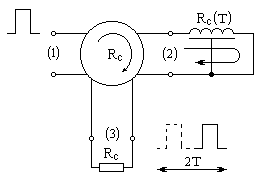 Rc(T)
(1)
Rc
(2)
(3)
Rc
2T